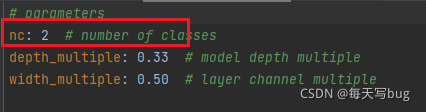 # parameters
nc: 2  # number of classes
depth_multiple: 0.33  # model depth multiple
width_multiple: 0.50  # layer channel multiple
CSDN @每天写bug